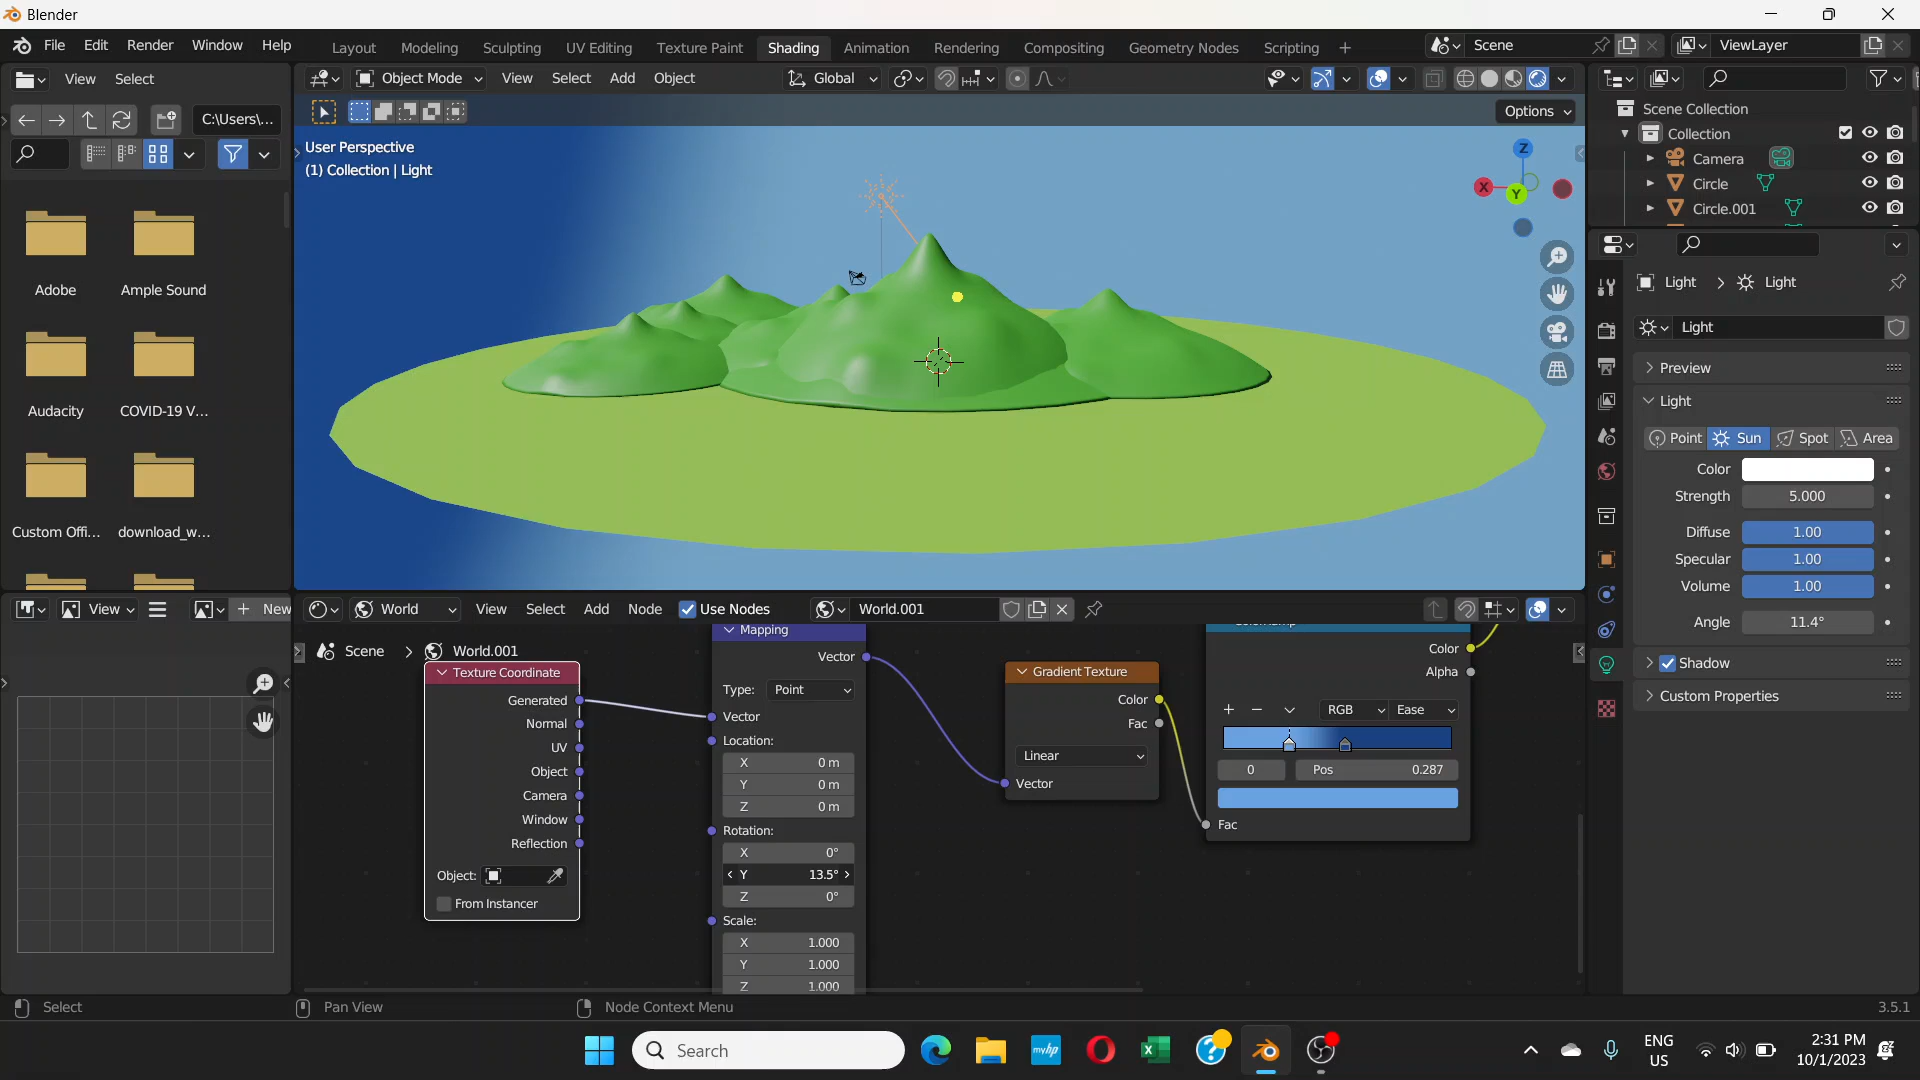 Blender
File Edit Render Window Help
Layout Modeling Sculpting UV Editing Texture Paint Shading Animation Rendering Compositing Geometry Nodes Scripting +
Scene
ViewLayer
View Select
Object Mode View Select Add Object
Global
C:\Users\...
Options
User Perspective
(1) Collection | Light
Z
X
Y
Adobe
Ample Sound
Audacity
COVID-19 V...
Custom Offi...
download_w...
Scene Collection
Collection
Camera
Circle
Circle.001
Light > Light
Light
Preview
Light
Point Sun Spot Area
Color
Strength 5.000
Diffuse 1.00
Specular 1.00
Volume 1.00
Angle 11.4°
Shadow
Custom Properties
View
New
World View Select Add Node Use Nodes World.001
Scene > World.001
Texture Coordinate
Generated
Normal
UV
Object
Camera
Window
Reflection
Object:
From Instancer
Mapping
Vector
Type: Point
Vector
Location:
X 0 m
Y 0 m
Z 0 m
Rotation:
X 0°
Y 13.5°
Z 0°
Scale:
X 1.000
Y 1.000
Z 1.000
Gradient Texture
Color
Fac
Linear
Vector
Color
Alpha
RGB Ease
0 Pos 0.287
Fac
Select Pan View Node Context Menu 3.5.1
Search
myhp
ENG
US
2:31 PM
10/1/2023